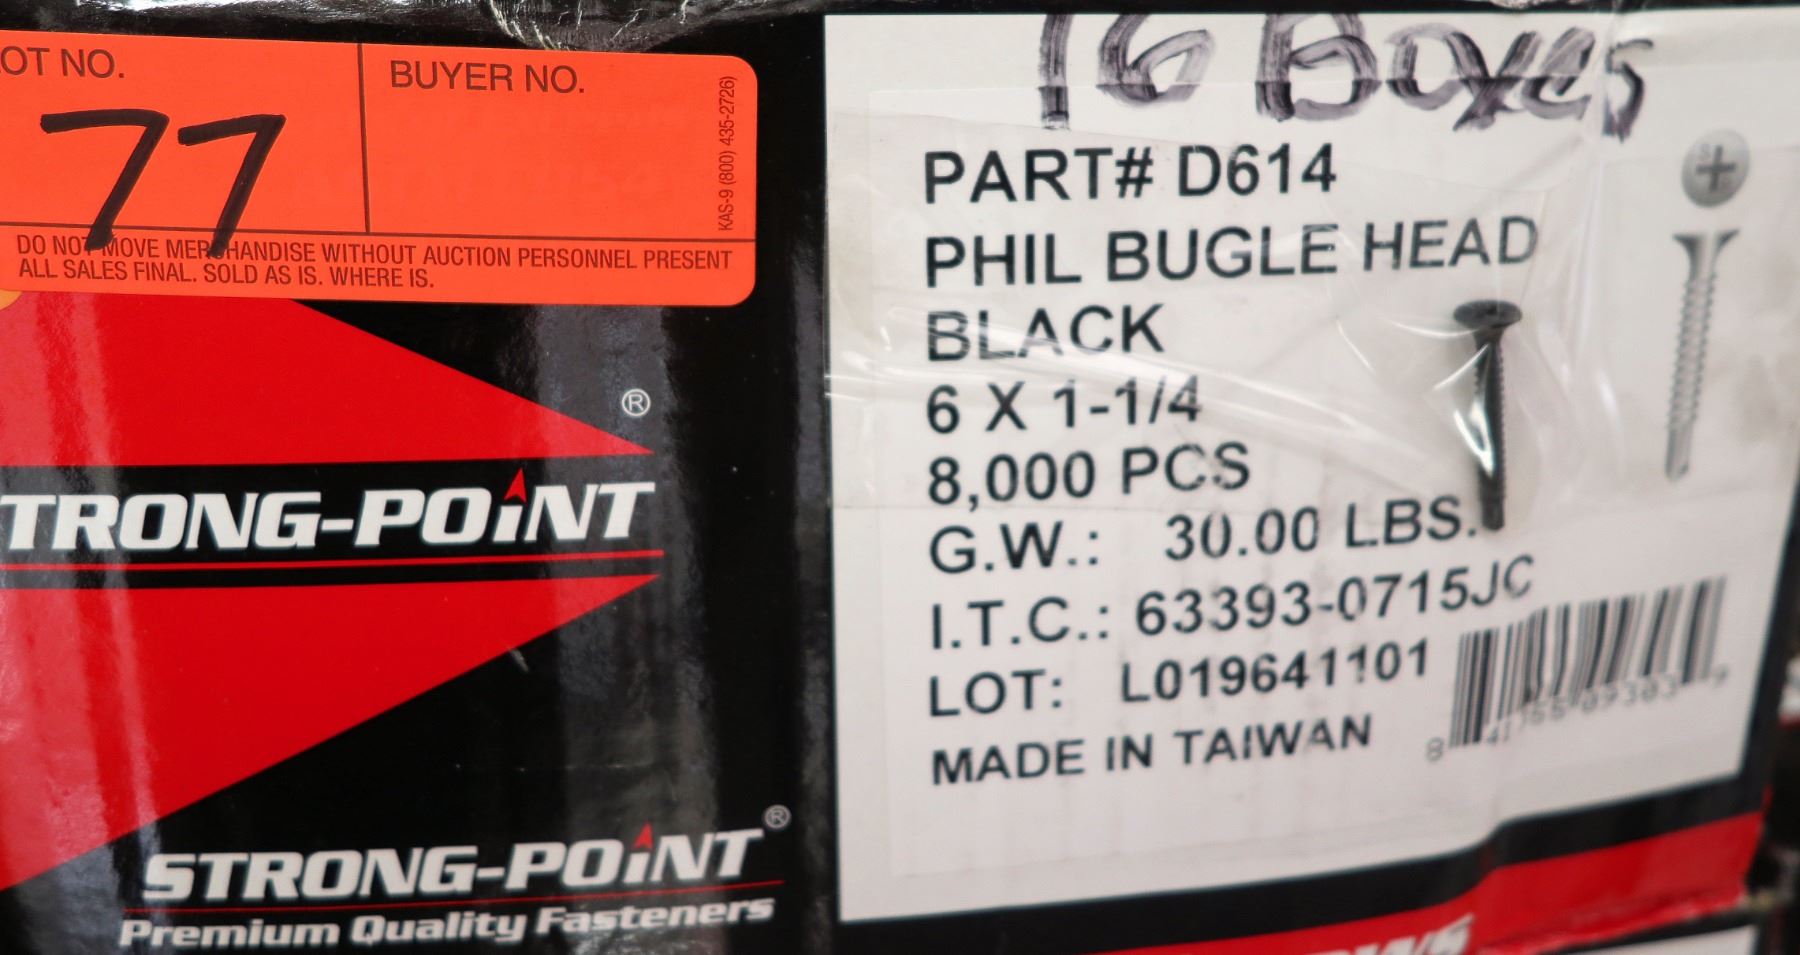 OT NO.
BUYER NO.
77
KAS-9 (800) 435-2726)
DO NOT MOVE MERCHANDISE WITHOUT AUCTION PERSONNEL PRESENT
ALL SALES FINAL. SOLD AS IS. WHERE IS.
®
TRONG-POiNT
STRONG-POiNT®
Premium Quality Fasteners
16 Boxes
PART# D614
PHIL BUGLE HEAD
BLACK
6 X 1-1/4
8,000 PCS
G.W.: 30.00 LBS.
I.T.C.: 63393-0715JC
LOT: L019641101
MADE IN TAIWAN